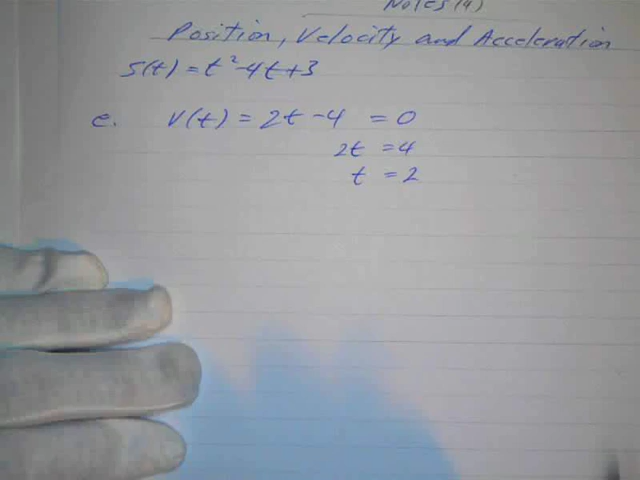 Notes (4)
Position, Velocity and Acceleration
s(t) = t² - 4t + 3
e. v(t) = 2t - 4 = 0
2t = 4
t = 2